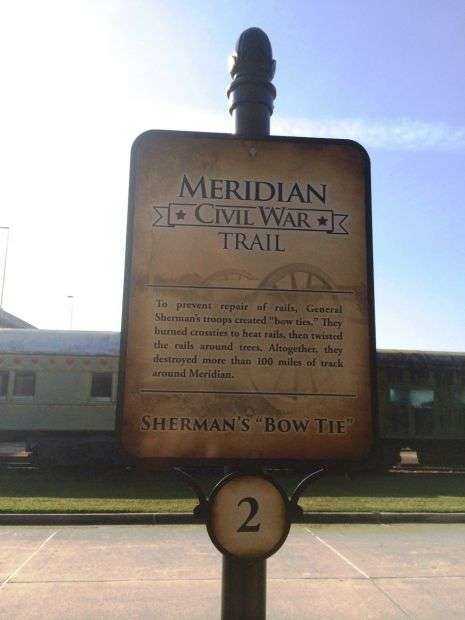 MERIDIAN
CIVIL WAR
TRAIL
To prevent repair of rails, General
Sherman's troops created "bow ties." They
burned crossties to heat rails, then twisted
the rails around trees. Altogether, they
destroyed more than 100 miles of track
around Meridian.
SHERMAN'S "BOW TIE"
2